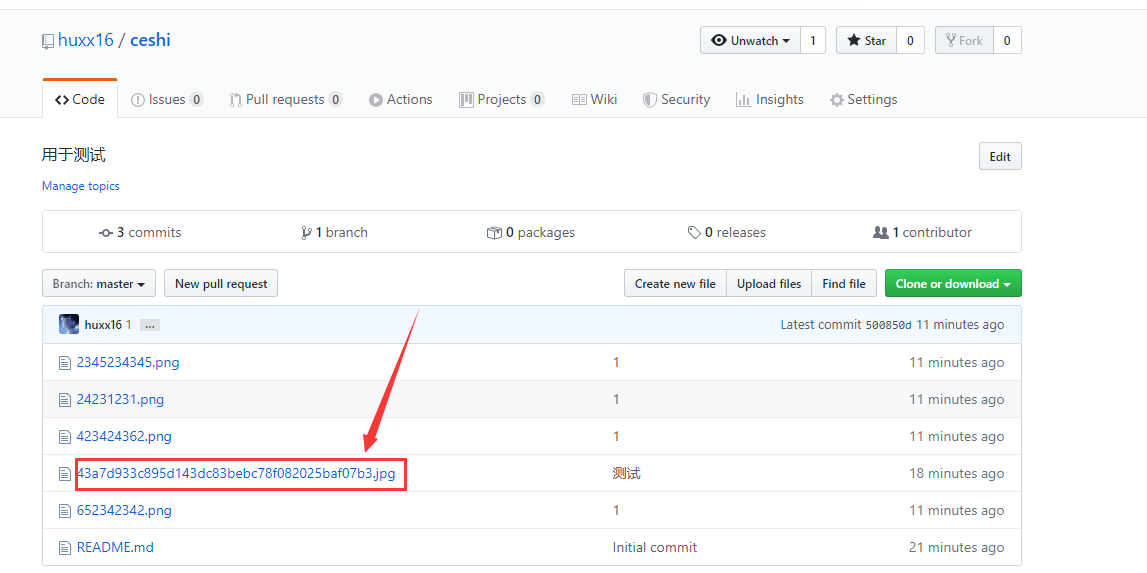 huxx16 / ceshi
Unwatch 1 Star 0 Fork 0
Code Issues 0 Pull requests 0 Actions Projects 0 Wiki Security Insights Settings
用于测试
Edit
Manage topics
3 commits 1 branch 0 packages 0 releases 1 contributor
Branch: master New pull request Create new file Upload files Find file Clone or download
huxx16 1 … Latest commit 500850d 11 minutes ago
2345234345.png 1 11 minutes ago
24231231.png 1 11 minutes ago
423424362.png 1 11 minutes ago
43a7d933c895d143dc83bebc78f082025baf07b3.jpg 测试 18 minutes ago
652342342.png 1 11 minutes ago
README.md Initial commit 21 minutes ago